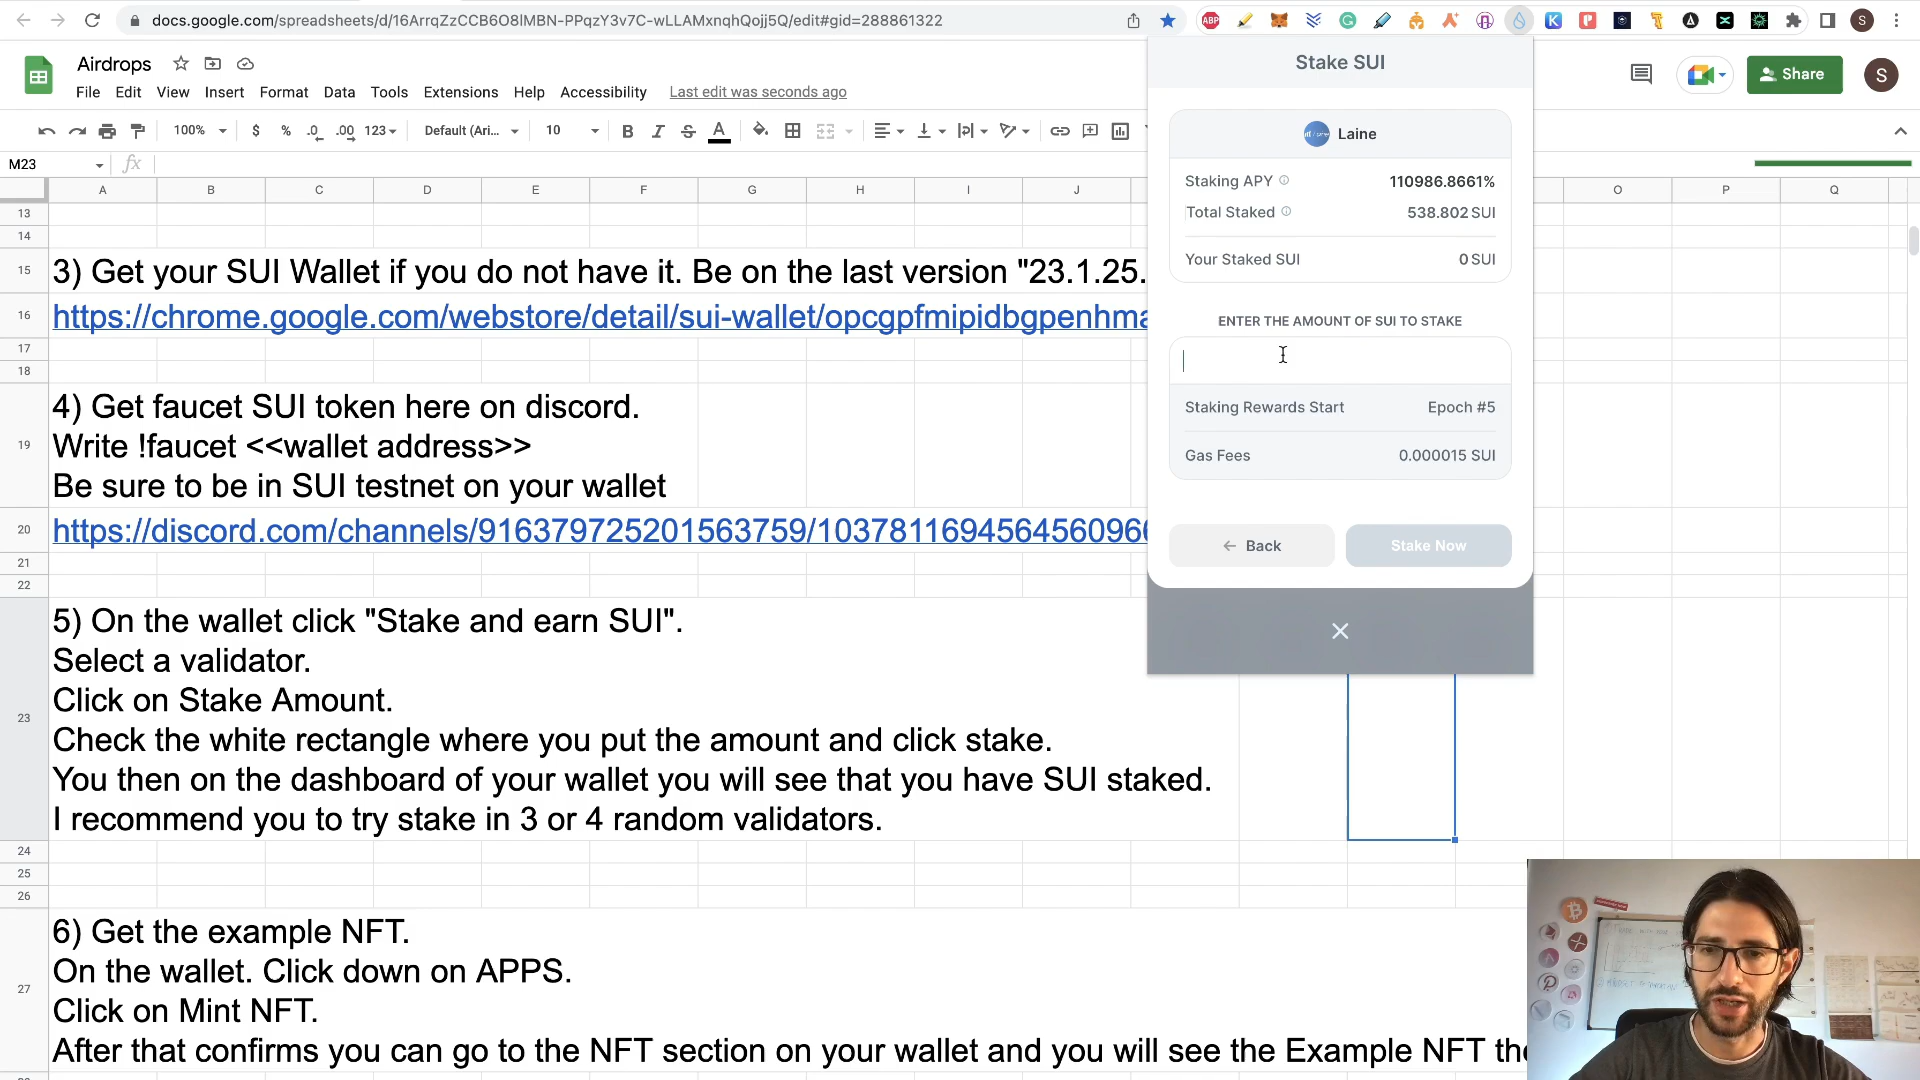 docs.google.com/spreadsheets/d/16ArrqZzCCB6O8lMBN-PPqzY3v7C-wLLAMxnqhQojj5Q/edit#gid=288861322
ABP
S
Airdrops
File Edit View Insert Format Data Tools Extensions Help Accessibility Last edit was seconds ago
Share
S
100% $ % .0 .00 123 Default (Ari... 10 B I S A
M23 fx
A B C D E F G H I J O P Q
13
14
15 3) Get your SUI Wallet if you do not have it. Be on the last version "23.1.25.
16 https://chrome.google.com/webstore/detail/sui-wallet/opcgpfmipidbgpenhma
17
18
4) Get faucet SUI token here on discord.
19 Write !faucet <<wallet address>>
Be sure to be in SUI testnet on your wallet
20 https://discord.com/channels/916379725201563759/103781169456456096
21
22
5) On the wallet click "Stake and earn SUI".
Select a validator.
Click on Stake Amount.
23
Check the white rectangle where you put the amount and click stake.
You then on the dashboard of your wallet you will see that you have SUI staked.
I recommend you to try stake in 3 or 4 random validators.
24
25
26
6) Get the example NFT.
On the wallet. Click down on APPS.
27
Click on Mint NFT.
After that confirms you can go to the NFT section on your wallet and you will see the Example NFT the
Stake SUI
Laine
Staking APY 110986.8661%
Total Staked 538.802 SUI
Your Staked SUI 0 SUI
ENTER THE AMOUNT OF SUI TO STAKE
Staking Rewards Start Epoch #5
Gas Fees 0.000015 SUI
Back Stake Now